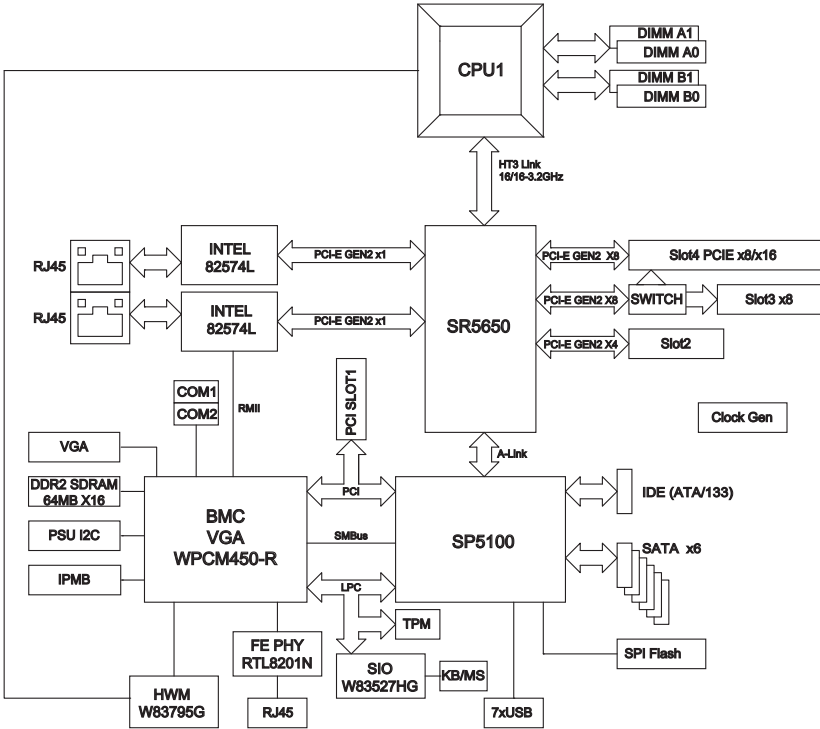 CPU1
DIMM A1
DIMM A0
DIMM B1
DIMM B0
HT3 Link
16/16-3.2GHz
RJ45
INTEL
82574L
PCI-E GEN2 x1
RJ45
INTEL
82574L
PCI-E GEN2 x1
SR5650
PCI-E GEN2 X8
Slot4 PCIE x8/x16
PCI-E GEN2 X8
SWITCH
Slot3 x8
PCI-E GEN2 X4
Slot2
COM1
COM2
RMII
PCI SLOT1
Clock Gen
A-Link
VGA
DDR2 SDRAM
64MB X16
PSU I2C
IPMB
BMC
VGA
WPCM450-R
PCI
SMBus
LPC
SP5100
IDE (ATA/133)
SATA x6
TPM
FE PHY
RTL8201N
SIO
W83527HG
KB/MS
SPI Flash
HWM
W83795G
RJ45
7xUSB